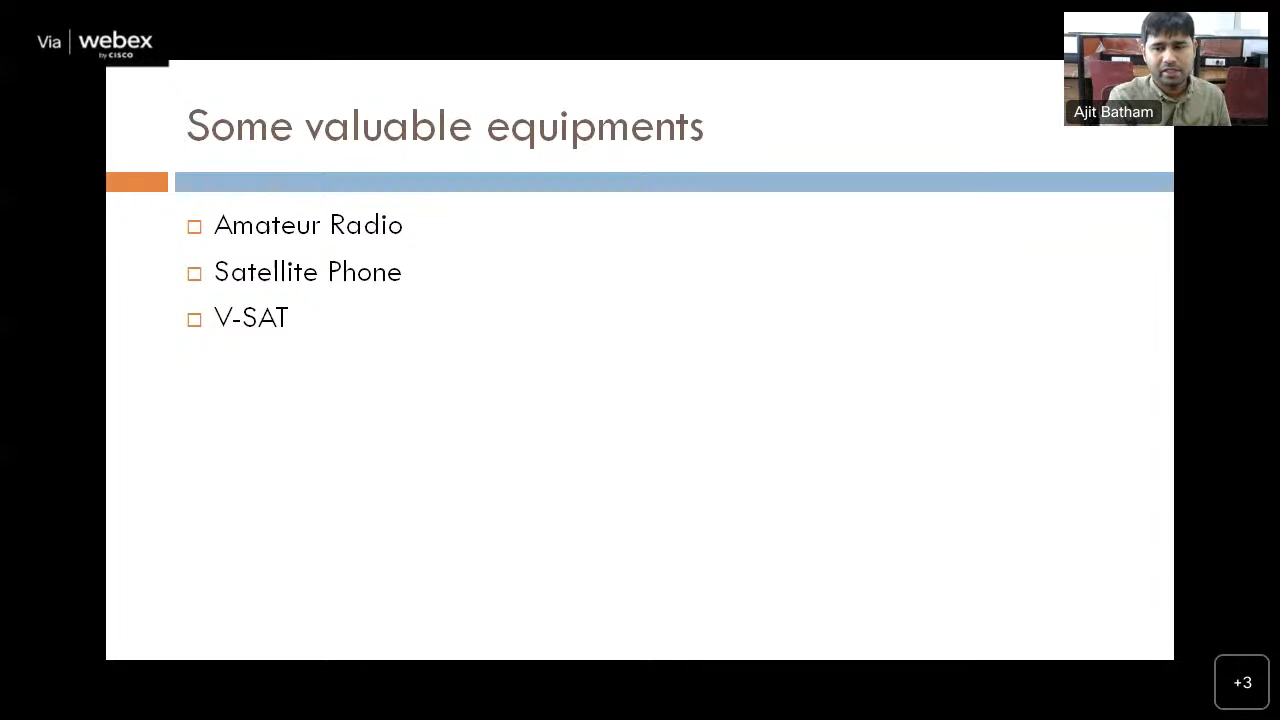 Via webex
by CISCO
Ajit Batham
Some valuable equipments
Amateur Radio
Satellite Phone
V-SAT
+3